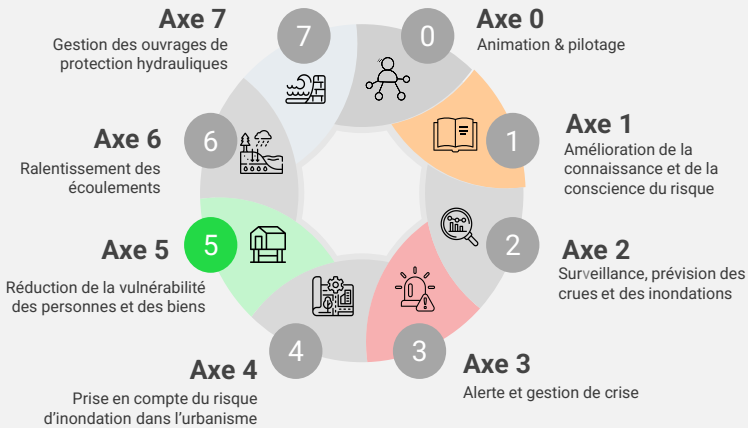 0
Axe 0
Animation & pilotage
1
Axe 1
Amélioration de la
connaissance et de la
conscience du risque
2
Axe 2
Surveillance, prévision des
crues et des inondations
3
Axe 3
Alerte et gestion de crise
4
Axe 4
Prise en compte du risque
d'inondation dans l'urbanisme
5
Axe 5
Réduction de la vulnérabilité
des personnes et des biens
6
Axe 6
Ralentissement des
écoulements
7
Axe 7
Gestion des ouvrages de
protection hydrauliques